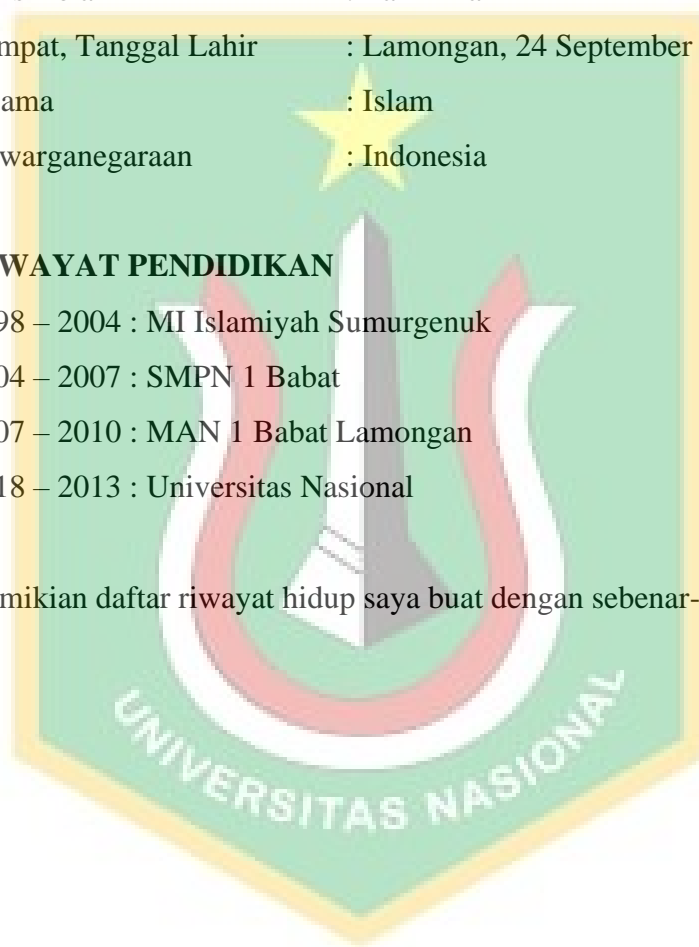 mpat, Tanggal Lahir : Lamongan, 24 September
ama : Islam
warganegaraan : Indonesia
WAYAT PENDIDIKAN
98 – 2004 : MI Islamiyah Sumurgenuk
04 – 2007 : SMPN 1 Babat
07 – 2010 : MAN 1 Babat Lamongan
18 – 2013 : Universitas Nasional
mikian daftar riwayat hidup saya buat dengan sebenar-
UNIVERSITAS NASIONAL